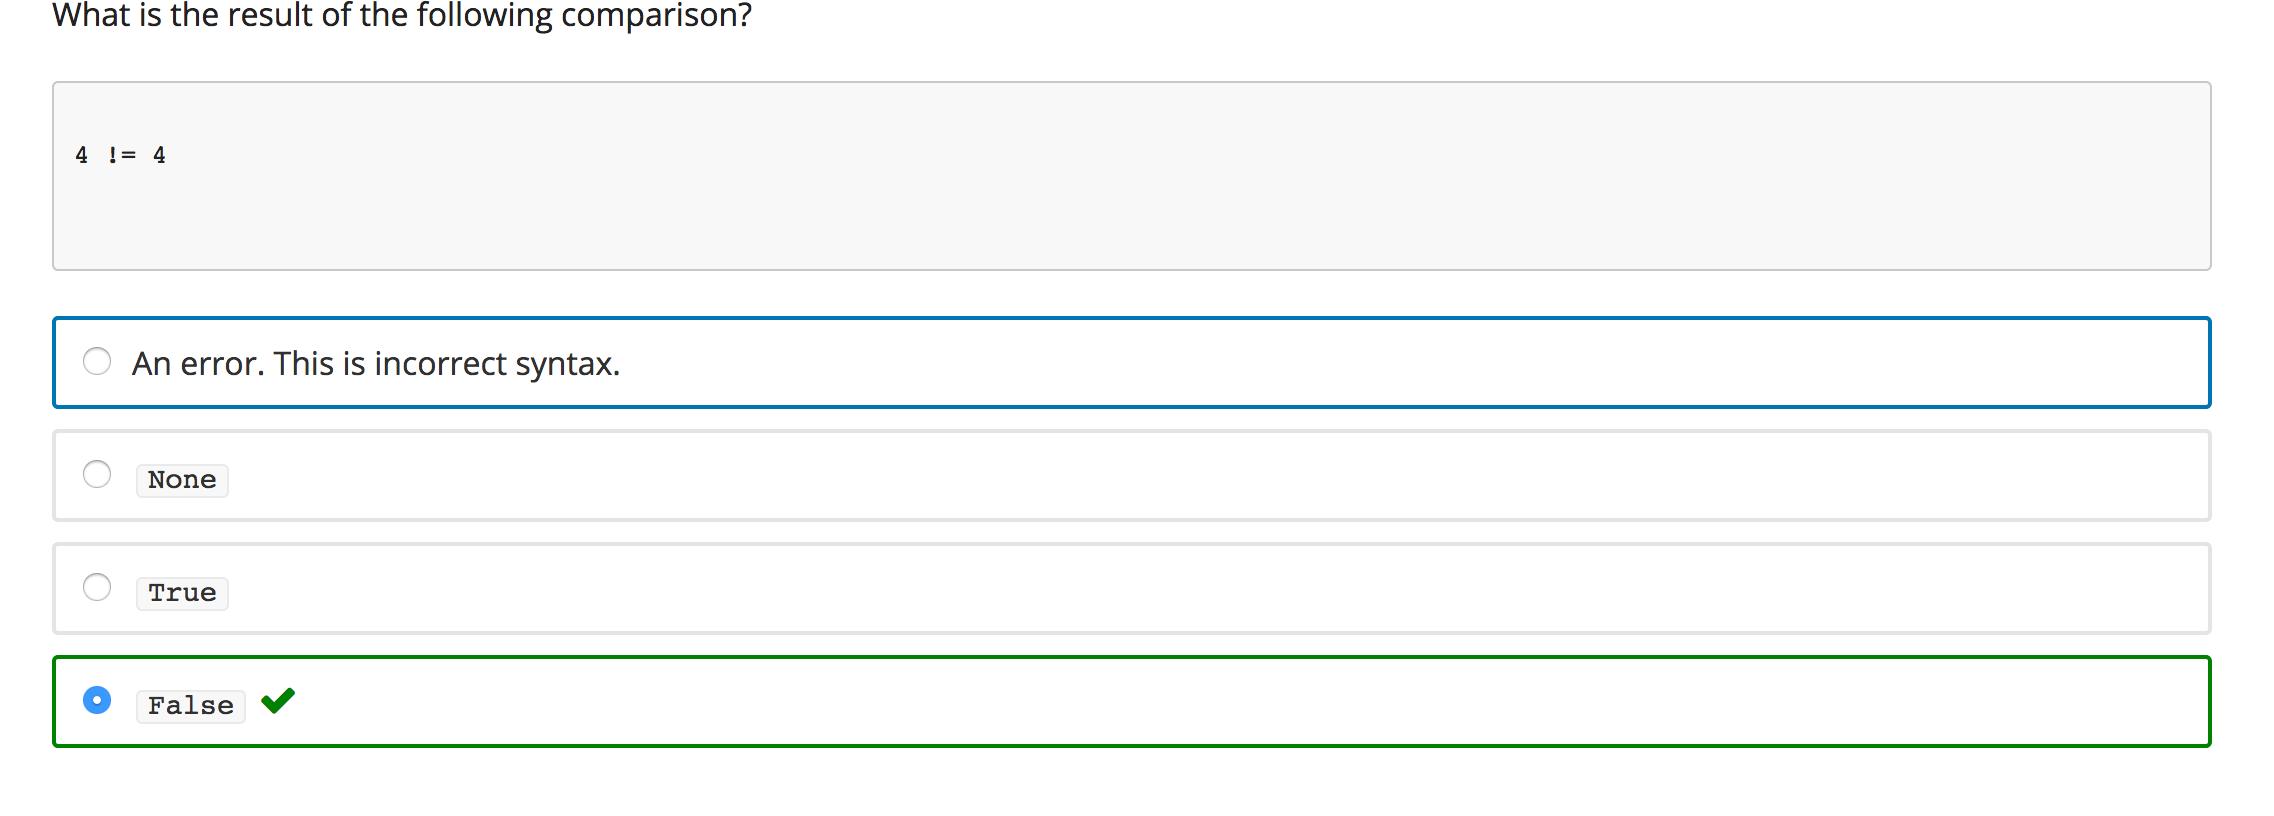 What is the result of the following comparison?
4 != 4
An error. This is incorrect syntax.
None
True
False